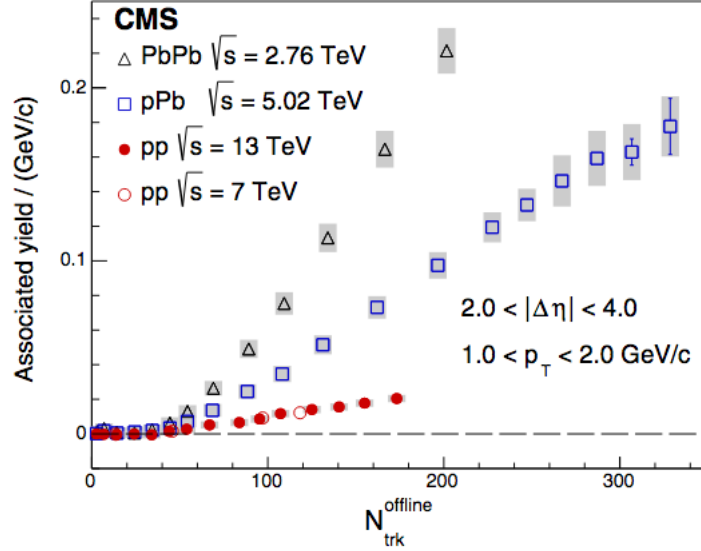 CMS
PbPb √s = 2.76 TeV
pPb √s = 5.02 TeV
pp √s = 13 TeV
pp √s = 7 TeV
2.0 < |Δη| < 4.0
1.0 < p_T < 2.0 GeV/c
Associated yield / (GeV/c)
0.2
0.1
0
0 100 200 300
N_trk^offline